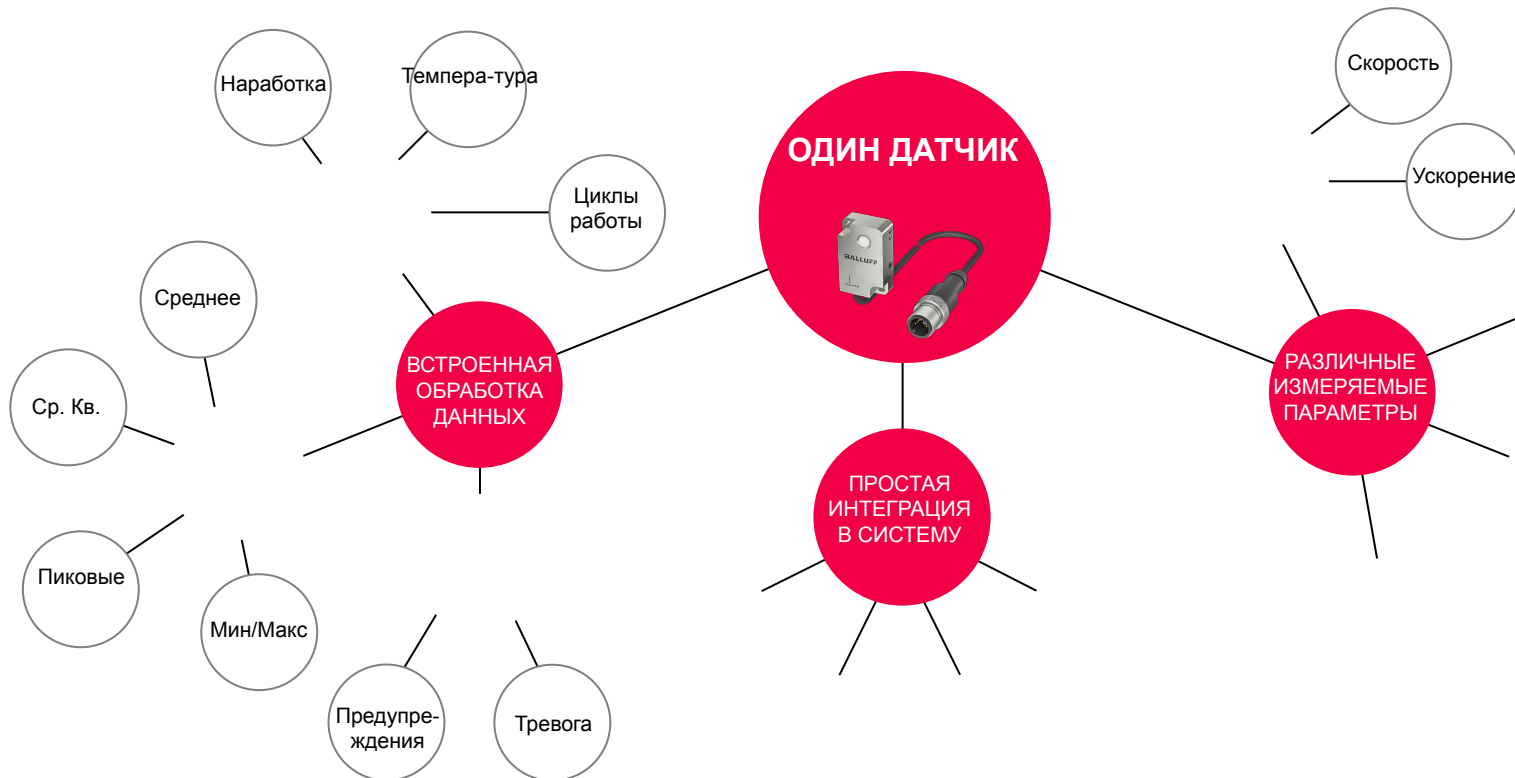 Наработка
Темпера-тура
Циклы
работы
Среднее
Ср. Кв.
Пиковые
Мин/Макс
Предупре-
ждения
Тревога
ВСТРОЕННАЯ
ОБРАБОТКА
ДАННЫХ
ОДИН ДАТЧИК
BALLUFF
ПРОСТАЯ
ИНТЕГРАЦИЯ
В СИСТЕМУ
Скорость
Ускорение
РАЗЛИЧНЫЕ
ИЗМЕРЯЕМЫЕ
ПАРАМЕТРЫ